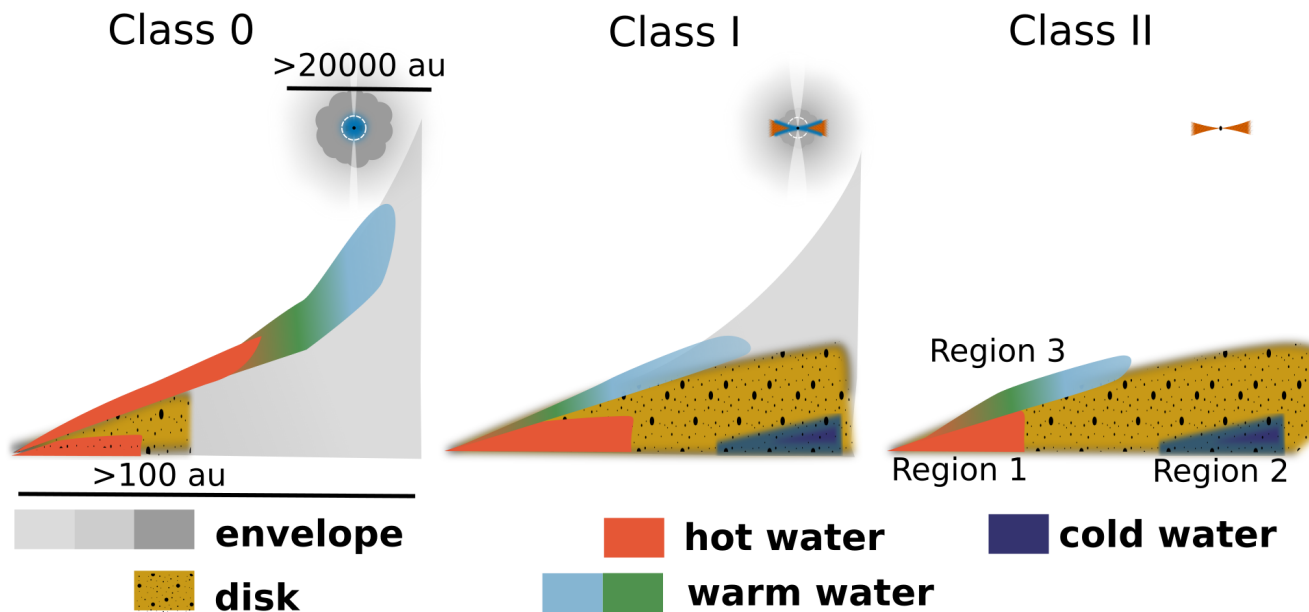 Class 0
Class I
Class II
>20000 au
Region 3
Region 1
Region 2
>100 au
envelope
hot water
cold water
disk
warm water